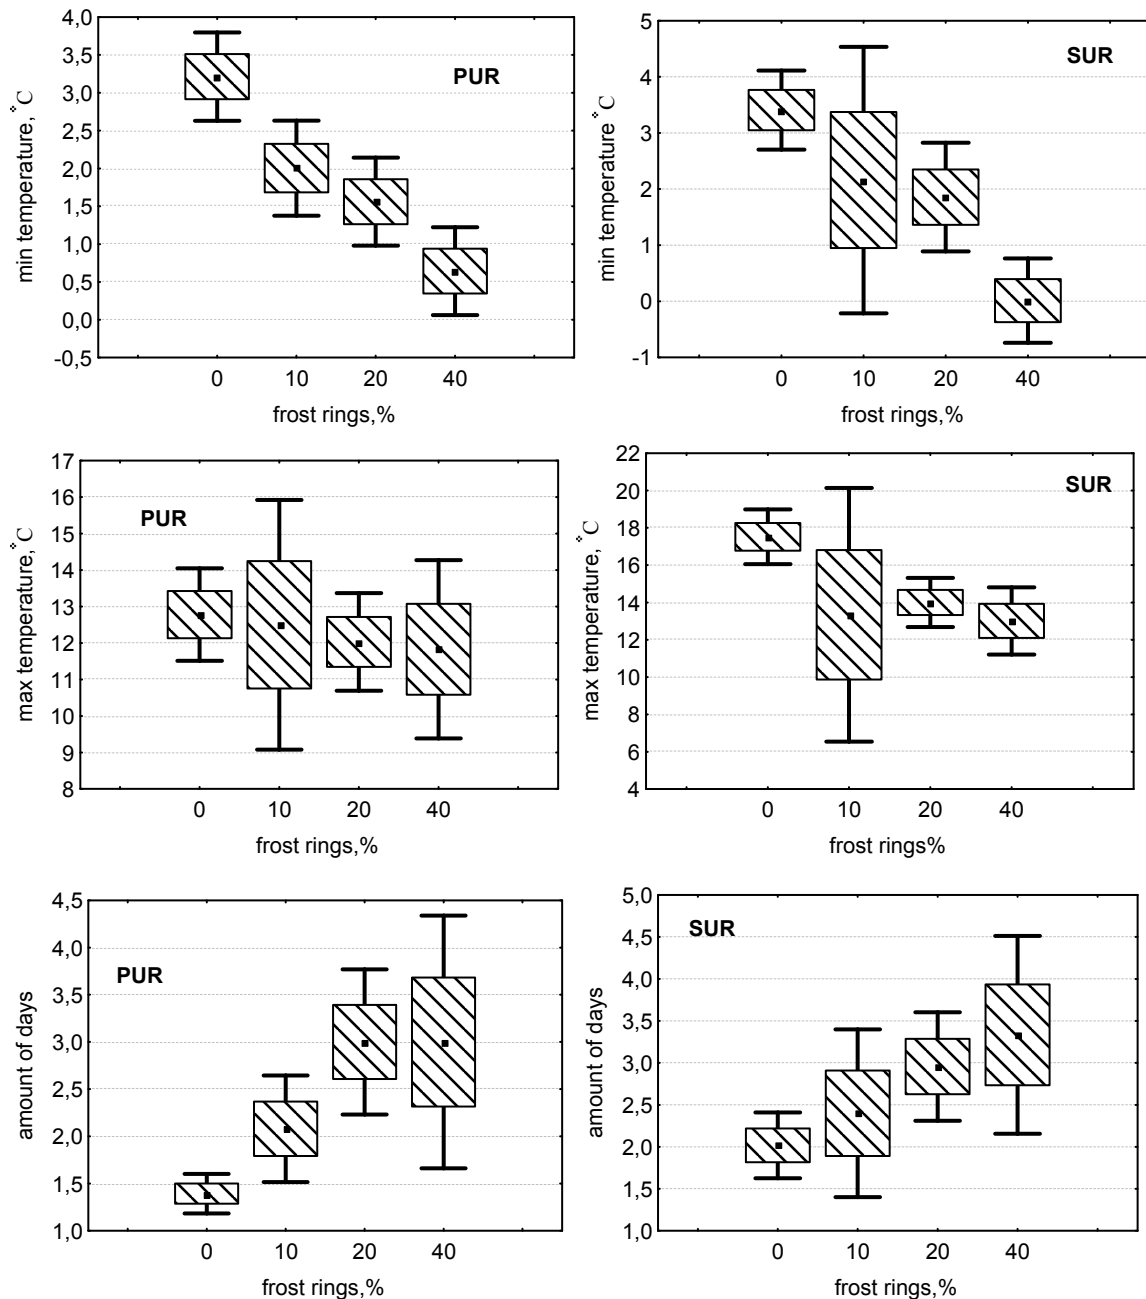 4,0
3,5
3,0
2,5
2,0
1,5
1,0
0,5
0,0
-0,5
min temperature, °C
PUR
0 10 20 40
frost rings,%
5
4
3
2
1
0
-1
min temperature °C
SUR
0 10 20 40
frost rings,%
17
16
15
14
13
12
11
10
9
8
max temperature, °C
PUR
0 10 20 40
frost rings,%
22
20
18
16
14
12
10
8
6
4
max temperature, °C
SUR
0 10 20 40
frost rings%
4,5
4,0
3,5
3,0
2,5
2,0
1,5
1,0
amount of days
PUR
0 10 20 40
frost rings,%
5,0
4,5
4,0
3,5
3,0
2,5
2,0
1,5
1,0
amount of days
SUR
0 10 20 40
frost rings,%